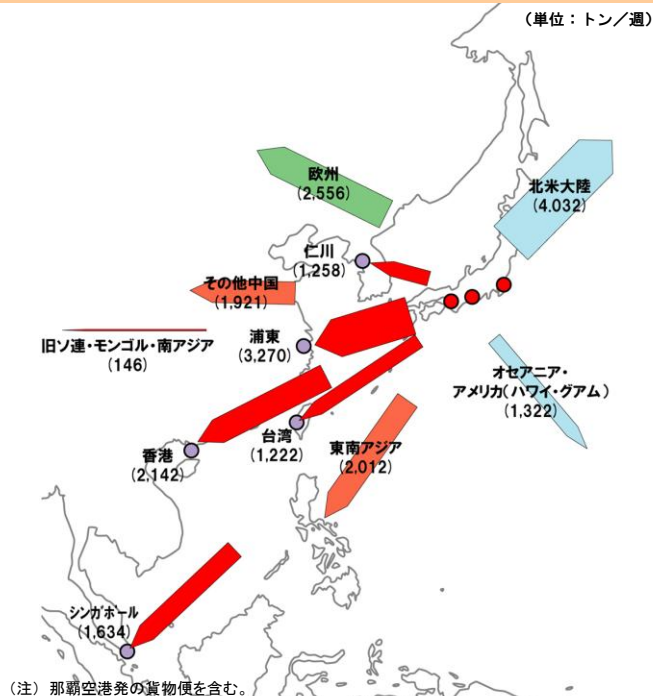 （単位：トン／週）
欧州
(2,556)
北米大陸
(4.032)
仁川
(1,258)
その他中国
(1,921)
浦東
(3,270)
旧ソ連・モンゴル・南アジア
(146)
オセアニア・
アメリカ（ハワイ・グアム）
(1,322)
台湾
(1,222)
東南アジア
(2,012)
香港
(2,142)
シンガポール
(1,634)
（注）那覇空港発の貨物便を含む。